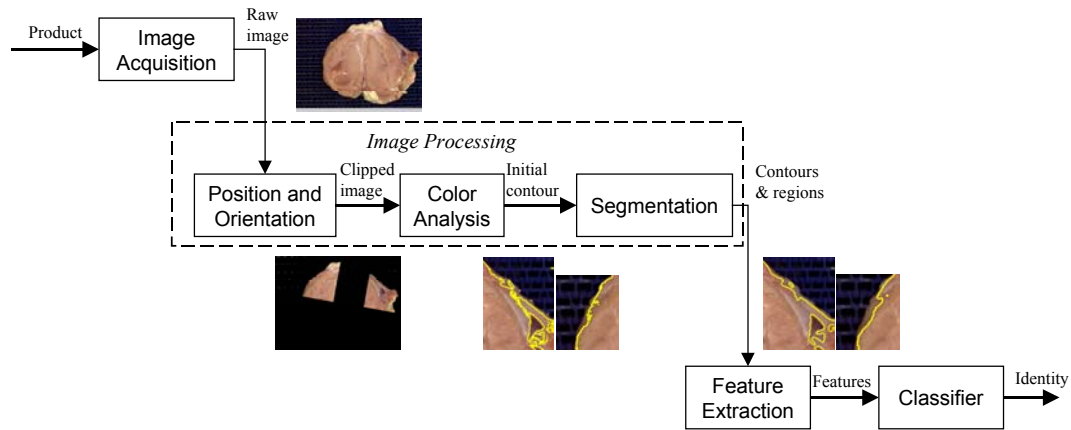 Product
Image
Acquisition
Raw
image
Image Processing
Position and
Orientation
Clipped
image
Color
Analysis
Initial
contour
Segmentation
Contours
& regions
Feature
Extraction
Features
Classifier
Identity